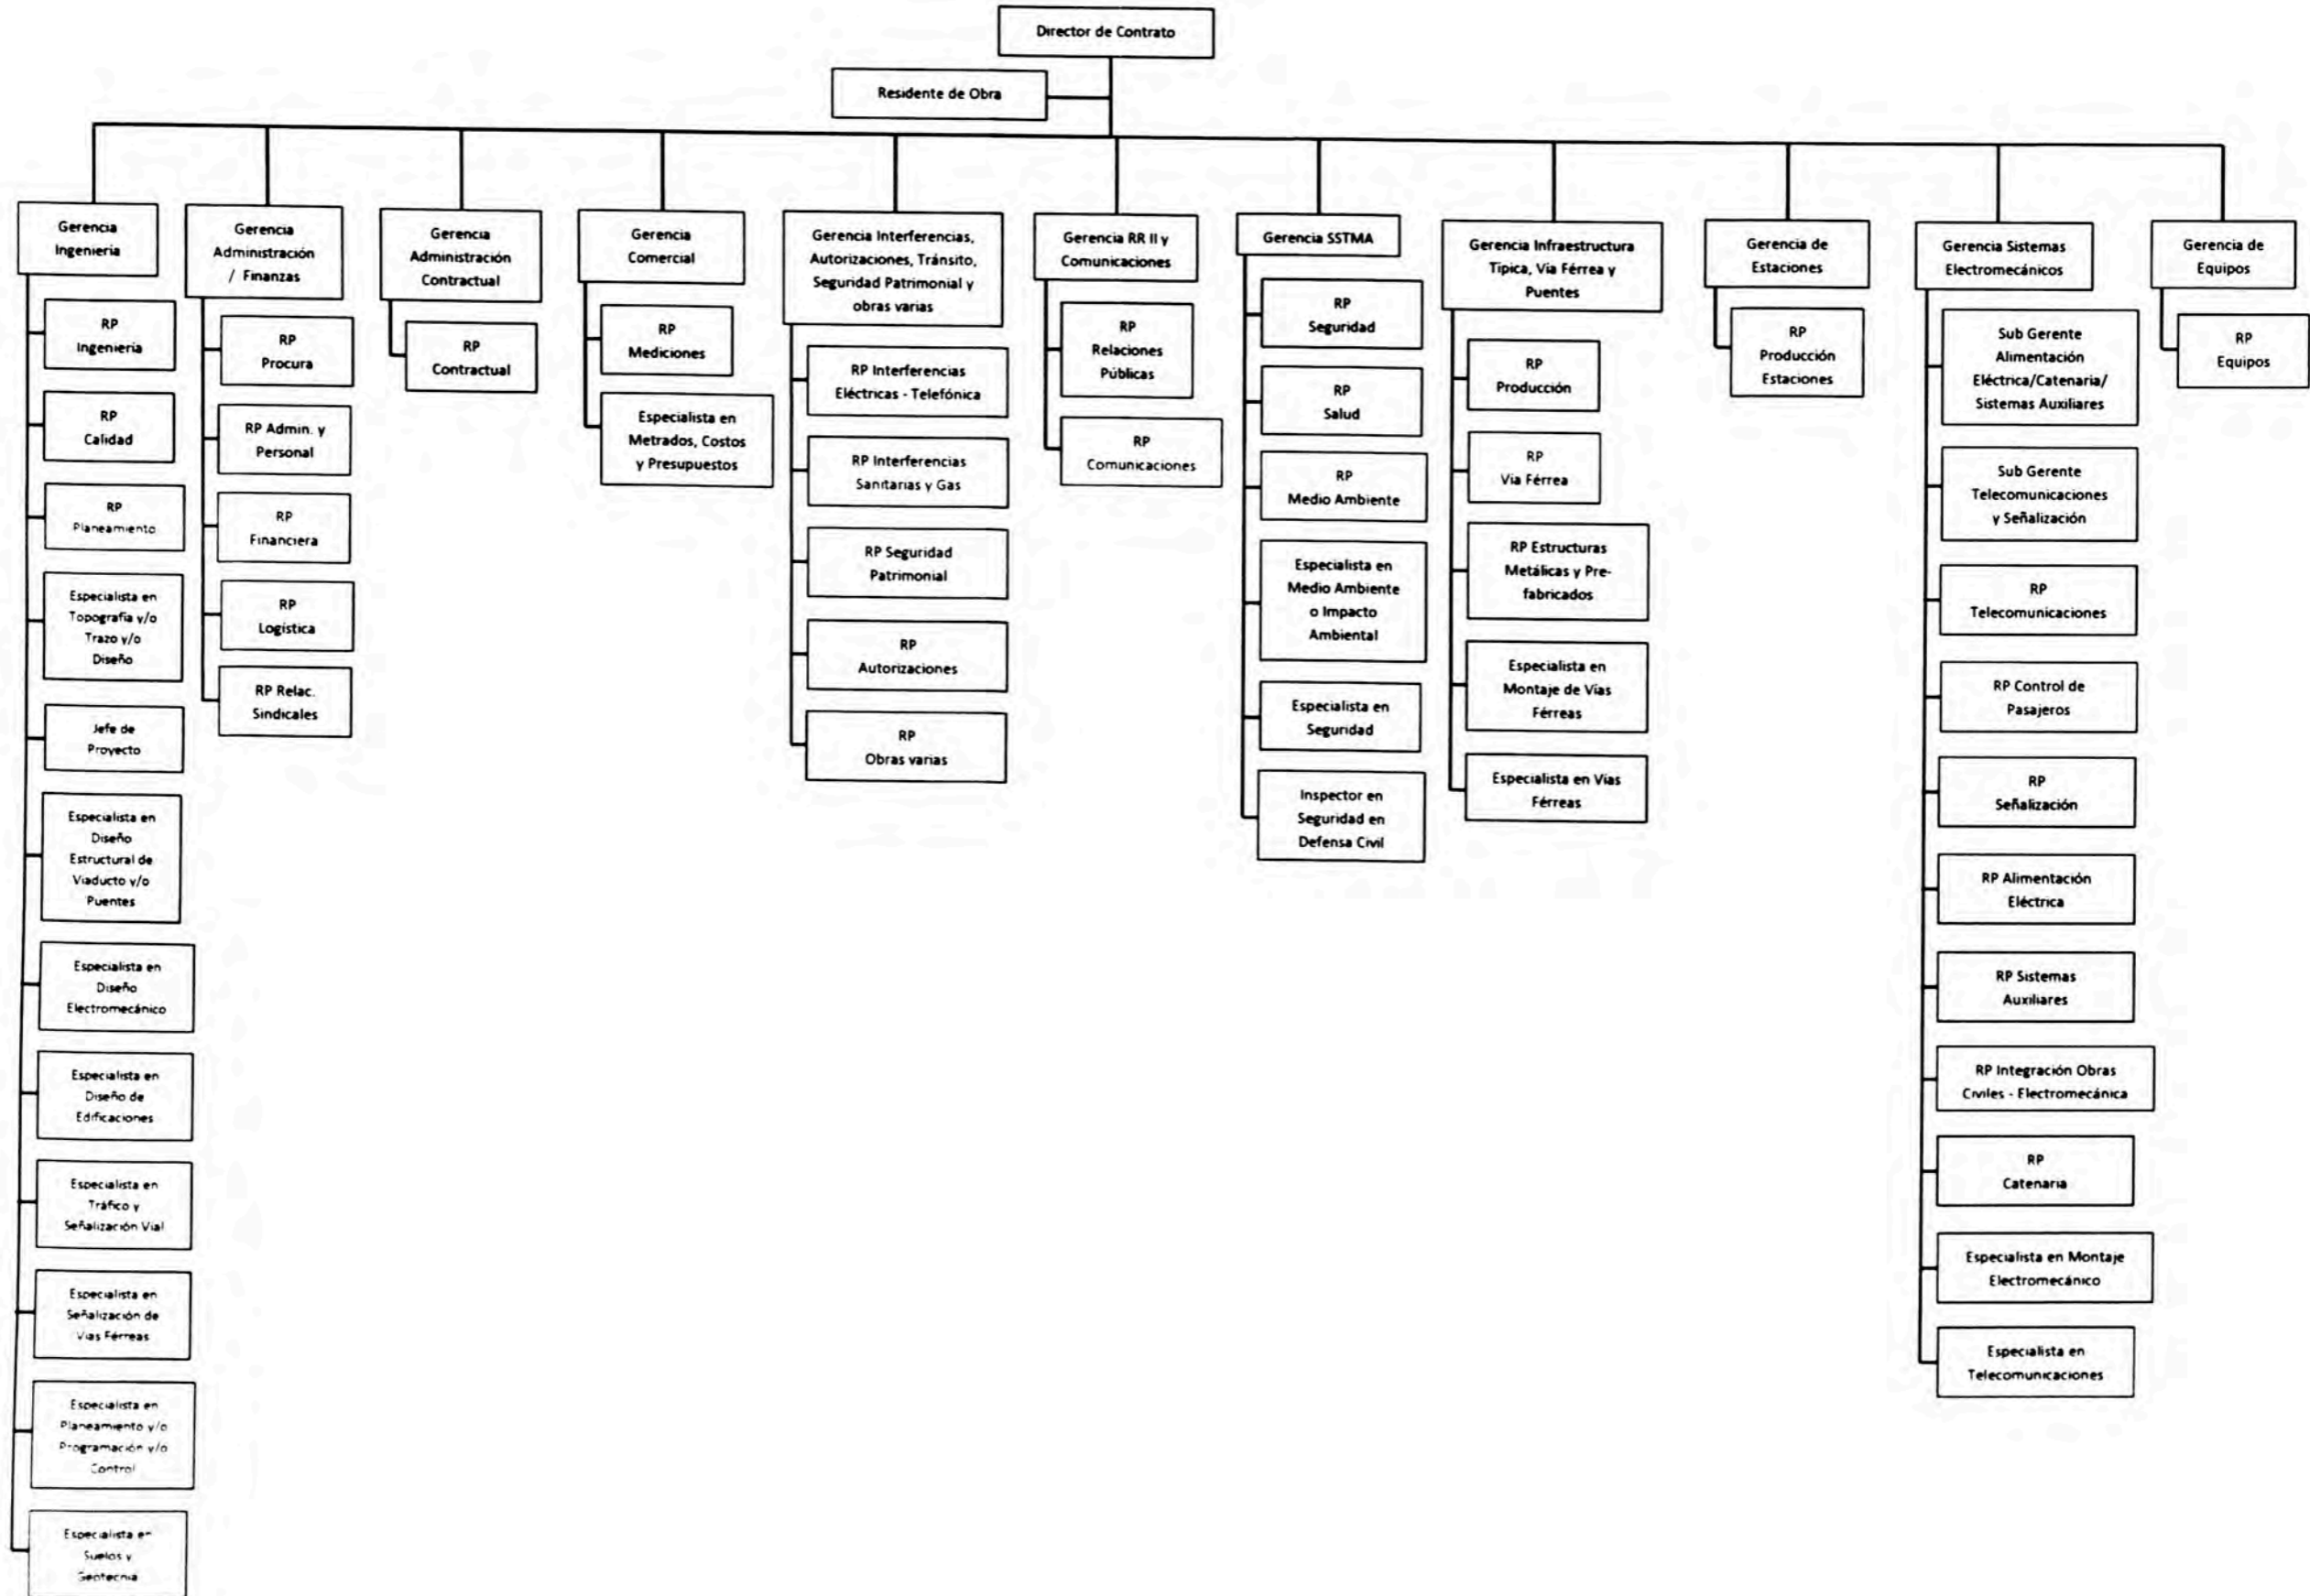 Director de Contrato
Residente de Obra
Gerencia
Ingeniería
RP
Ingeniería
RP
Calidad
RP
Planeamiento
Especialista en
Topografía y/o
Trazo y/o
Diseño
Jefe de
Proyecto
Especialista en
Diseño
Estructural de
Viaducto y/o
Puentes
Especialista en
Diseño
Electromecánico
Especialista en
Diseño de
Edificaciones
Especialista en
Tráfico y
Señalización Vial
Especialista en
Señalización de
Vias Férreas
Especialista en
Planeamiento y/o
Programación y/o
Control
Especialista en
Suelos y
Geotecnia
Gerencia
Administración
/ Finanzas
RP
Procura
RP Admin. y
Personal
RP
Financiera
RP
Logística
RP Relac.
Sindicales
Gerencia
Administración
Contractual
RP
Contractual
Gerencia
Comercial
RP
Mediciones
Especialista en
Metrados, Costos
y Presupuestos
Gerencia Interferencias,
Autorizaciones, Tránsito,
Seguridad Patrimonial y
obras varias
RP Interferencias
Eléctricas - Telefónica
RP Interferencias
Sanitarias y Gas
RP Seguridad
Patrimonial
RP
Autorizaciones
RP
Obras varias
Gerencia RR II y
Comunicaciones
RP
Relaciones
Públicas
RP
Comunicaciones
Gerencia SSTMA
RP
Seguridad
RP
Salud
RP
Medio Ambiente
Especialista en
Medio Ambiente
o Impacto
Ambiental
Especialista en
Seguridad
Inspector en
Seguridad en
Defensa Civil
Gerencia Infraestructura
Tipica, Via Férrea y
Puentes
RP
Producción
RP
Via Férrea
RP Estructuras
Metálicas y Pre-
fabricados
Especialista en
Montaje de Vías
Férreas
Especialista en Vias
Férreas
Gerencia de
Estaciones
RP
Producción
Estaciones
Gerencia Sistemas
Electromecánicos
Sub Gerente
Alimentación
Eléctrica/Catenaria/
Sistemas Auxiliares
Sub Gerente
Telecomunicaciones
y Señalización
RP
Telecomunicaciones
RP Control de
Pasajeros
RP
Señalización
RP Alimentación
Eléctrica
RP Sistemas
Auxiliares
RP Integración Obras
Civiles - Electromecánica
RP
Catenaria
Especialista en Montaje
Electromecánico
Especialista en
Telecomunicaciones
Gerencia de
Equipos
RP
Equipos